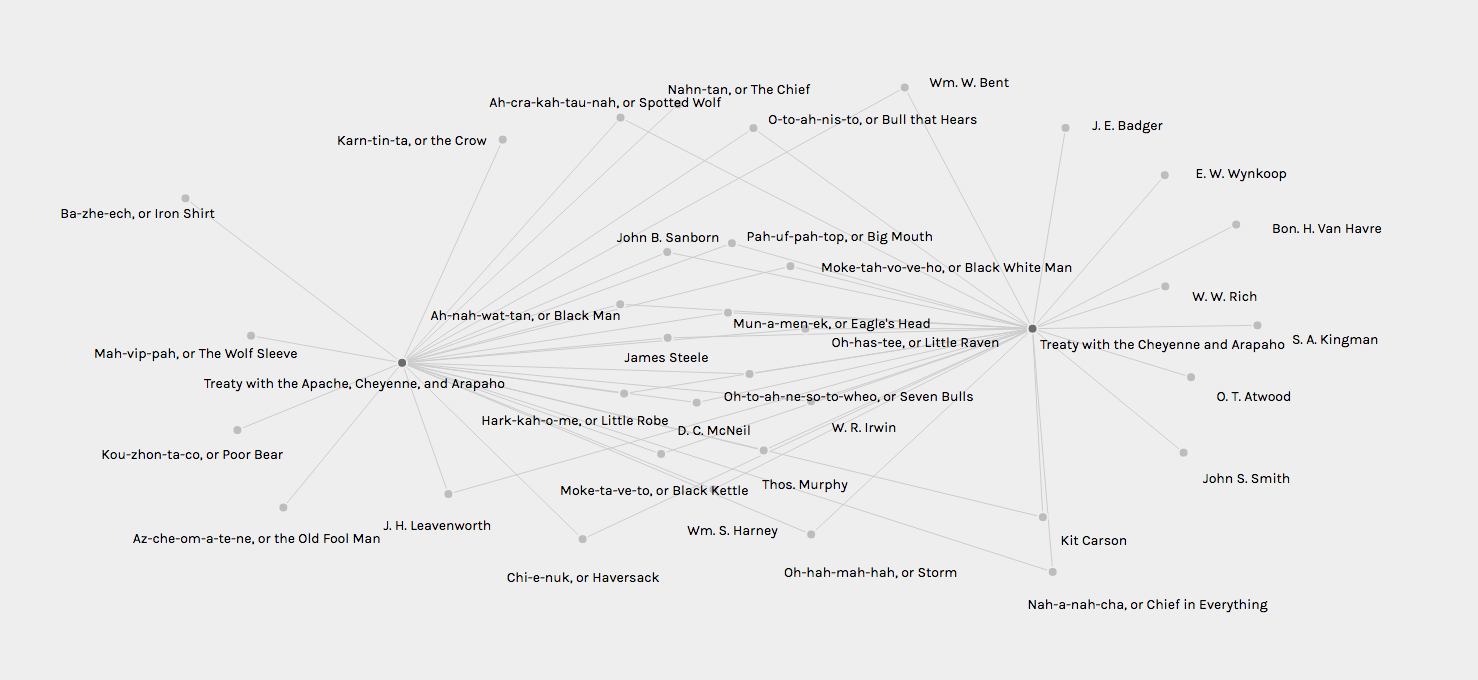 Wm. W. Bent
Nahn-tan, or The Chief
Ah-cra-kah-tau-nah, or Spotted Wolf
O-to-ah-nis-to, or Bull that Hears
J. E. Badger
Karn-tin-ta, or the Crow
E. W. Wynkoop
Ba-zhe-ech, or Iron Shirt
Bon. H. Van Havre
John B. Sanborn
Pah-uf-pah-top, or Big Mouth
Moke-tah-vo-ve-ho, or Black White Man
W. W. Rich
Ah-nah-wat-tan, or Black Man
Mun-a-men-ek, or Eagle's Head
Oh-has-tee, or Little Raven
Treaty with the Cheyenne and Arapaho
S. A. Kingman
Mah-vip-pah, or The Wolf Sleeve
James Steele
Treaty with the Apache, Cheyenne, and Arapaho
Oh-to-ah-ne-so-to-wheo, or Seven Bulls
O. T. Atwood
Hark-kah-o-me, or Little Robe
D. C. McNeil
W. R. Irwin
Kou-zhon-ta-co, or Poor Bear
John S. Smith
Moke-ta-ve-to, or Black Kettle
Thos. Murphy
J. H. Leavenworth
Wm. S. Harney
Az-che-om-a-te-ne, or the Old Fool Man
Kit Carson
Chi-e-nuk, or Haversack
Oh-hah-mah-hah, or Storm
Nah-a-nah-cha, or Chief in Everything